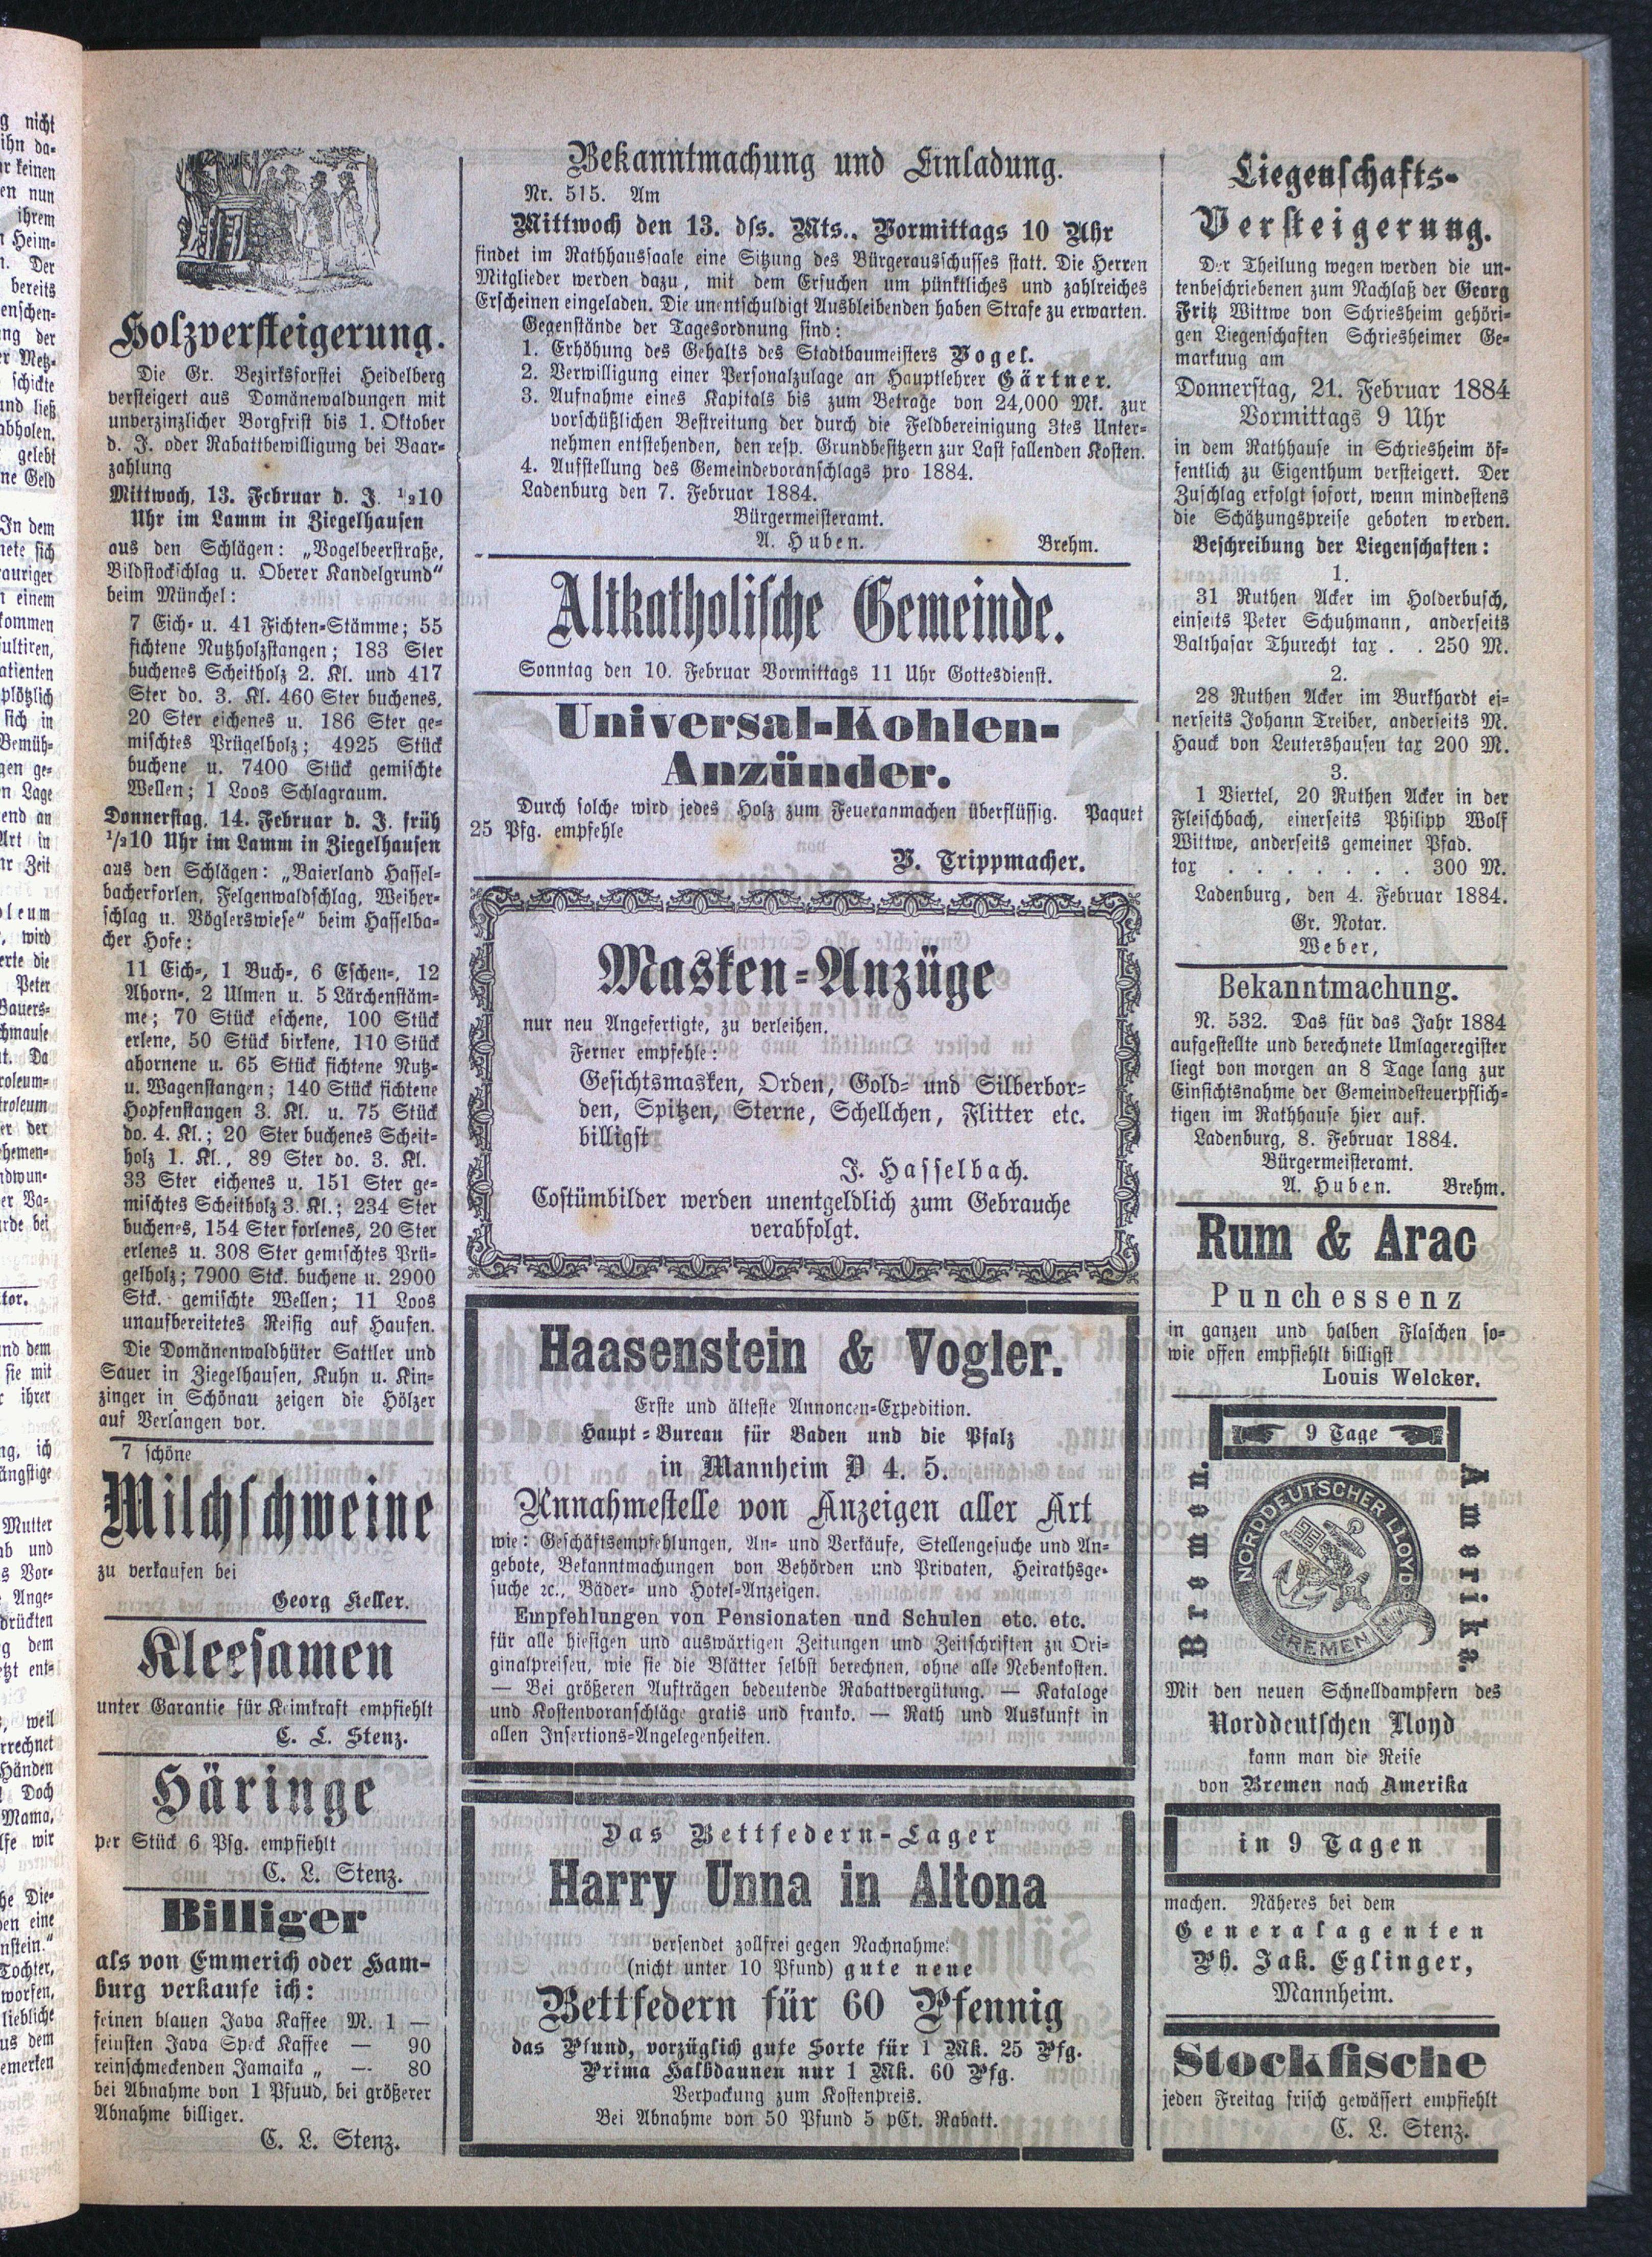 Holzversteigerung.
Die Gr. Bezirksforstei Heidelberg
versteigert aus Domänewaldungen mit
unverzinzlicher Borgfrist bis 1. Oktober
d. J. oder Rabattbewilligung bei Baar-
zahlung
Mittwoch, 13. Februar d. J. ½10
Uhr im Lamm in Ziegelhausen
aus den Schlägen: „Vogelbeerstraße,
Bildstockschlag u. Oberer Kandelgrund“
beim Münchel:
7 Eich- u. 41 Fichten-Stämme; 55
fichtene Nutzholzstangen; 183 Ster
buchenes Scheitholz 2. Kl. und 417
Ster do. 3. Kl. 460 Ster buchenes,
20 Ster eichenes u. 186 Ster ge-
mischtes Prügelholz; 4925 Stück
buchene u. 7400 Stück gemischte
Wellen; 1 Loos Schlagraum.
Donnerstag, 14. Februar d. J. früh
½10 Uhr im Lamm in Ziegelhausen
aus den Schlägen: „Baierland Hassel-
bacherforlen, Felgenwaldschlag, Weiher-
schlag u. Vöglerswiese“ beim Hasselba-
cher Hofe:
11 Eich-, 1 Buch-, 6 Eschen-, 12
Ahorn-, 2 Ulmen u. 5 Lärchenstäm-
me; 70 Stück eschene, 100 Stück
erlene, 50 Stück birkene, 110 Stück
ahornene u. 65 Stück fichtene Nutz-
u. Wagenstangen; 140 Stück fichtene
Hopfenstangen 3. Kl. u. 75 Stück
do. 4. Kl.; 20 Ster buchenes Scheit-
holz 1. Kl., 89 Ster do. 3. Kl.
33 Ster eichenes u. 151 Ster ge-
mischtes Scheitholz 3. Kl.; 234 Ster
buchenes, 154 Ster forlenes, 20 Ster
erlenes u. 308 Ster gemischtes Prü-
gelholz; 7900 Stck. buchene u. 2900
Stck. gemischte Wellen; 11 Loos
unaufbereitetes Reisig auf Haufen.
Die Domänenwaldhüter Sattler und
Sauer in Ziegelhausen, Kuhn u. Kin-
zinger in Schönau zeigen die Hölzer
auf Verlangen vor.
7 schöne
Milchschweine
zu verkaufen bei
Georg Keller.
Kleesamen
unter Garantie für Keimkraft empfiehlt
C. L. Stenz.
Häringe
per Stück 6 Pfg. empfiehlt
C. L. Stenz.
Billiger
als von Emmerich oder Ham-
burg verkaufe ich:
feinen blauen Java Kaffee M. 1 —
feinsten Java Speck Kaffee — 90
reinschmeckenden Jamaika „ — 80
bei Abnahme von 1 Pfuud, bei größerer
Abnahme billiger.
C. L. Stenz.
Bekanntmachung und Einladung.
Nr. 515. Am
Mittwoch den 13. dss. Mts., Vormittags 10 Uhr
findet im Rathhaussaale eine Sitzung des Bürgerausschusses statt. Die Herren
Mitglieder werden dazu, mit dem Ersuchen um pünktliches und zahlreiches
Erscheinen eingeladen. Die unentschuldigt Ausbleibenden haben Strafe zu erwarten.
Gegenstände der Tagesordnung sind:
1. Erhöhung des Gehalts des Stadtbaumeisters Vogel.
2. Verwilligung einer Personalzulage an Hauptlehrer Gärtner.
3. Aufnahme eines Kapitals bis zum Betrage von 24,000 Mk. zur
vorschüßlichen Bestreitung der durch die Feldbereinigung 3tes Unter-
nehmen entstehenden, den resp. Grundbesitzern zur Last fallenden Kosten.
4. Aufstellung des Gemeindevoranschlags pro 1884.
Ladenburg den 7. Februar 1884.
Bürgermeisteramt.
A. Huben. Brehm.
Altkatholische Gemeinde.
Sonntag den 10. Februar Vormittags 11 Uhr Gottesdienst.
Universal-Kohlen-
Anzünder.
Durch solche wird jedes Holz zum Feueranmachen überflüssig. Paquet
25 Pfg. empfehle
P. Trippmacher.
Masken-Anzüge
nur neu Angefertigte, zu verleihen.
Ferner empfehle:
Gesichtsmasken, Orden, Gold- und Silberbor-
den, Spitzen, Sterne, Schellchen, Flitter etc.
billigst
J. Hasselbach.
Costümbilder werden unentgeldlich zum Gebrauche
verabfolgt.
Haasenstein & Vogler.
Erste und älteste Annoncen-Expedition.
Haupt-Bureau für Baden und die Pfalz
in Mannheim D 4. 5.
Annahmestelle von Anzeigen aller Art
wie: Geschäftsempfehlungen, An- und Verkäufe, Stellengesuche und An-
gebote, Bekanntmachungen von Behörden und Privaten, Heirathsge-
suche ꝛc., Bäder- und Hotel-Anzeigen.
Empfehlungen von Pensionaten und Schulen etc. etc.
für alle hiesigen und auswärtigen Zeitungen und Zeitschriften zu Ori-
ginalpreisen, wie sie die Blätter selbst berechnen, ohne alle Nebenkosten.
— Bei größeren Aufträgen bedeutende Rabattvergütung. — Kataloge
und Kostenvoranschläge gratis und franko. — Rath und Auskunft in
allen Insertions-Angelegenheiten.
Das Bettfedern-Lager
Harry Unna in Altona
versendet zollfrei gegen Nachnahme.
(nicht unter 10 Pfund) gute neue
Bettfedern für 60 Pfennig
das Pfund, vorzüglich gute Sorte für 1 Mk. 25 Pfg.
Prima Halbdaunen nur 1 Mk. 60 Pfg.
Verpackung zum Kostenpreis.
Bei Abnahme von 50 Pfund 5 pCt. Rabatt.
Liegenschafts-
Versteigerung.
Der Theilung wegen werden die un-
tenbeschriebenen zum Nachlaß der Georg
Fritz Wittwe von Schriesheim gehöri-
gen Liegenschaften Schriesheimer Ge-
markuug am
Donnerstag, 21. Februar 1884
Vormittags 9 Uhr
in dem Rathhause in Schriesheim öf-
fentlich zu Eigenthum versteigert. Der
Zuschlag erfolgt sofort, wenn mindestens
die Schätzungspreise geboten werden.
Beschreibung der Liegenschaften:
1.
31 Ruthen Acker im Holderbusch,
einseits Peter Schuhmann, anderseits
Balthasar Thurecht tax . . 250 M.
2.
28 Ruthen Acker im Burkhardt ei-
nerseits Johann Treiber, anderseits M.
Hauck von Leutershausen tax 200 M.
3.
1 Viertel, 20 Ruthen Acker in der
Fleischbach, einerseits Philipp Wolf
Wittwe, anderseits gemeiner Pfad.
tax . . . . . . . 300 M.
Ladenburg, den 4. Februar 1884.
Gr. Notar.
Weber,
Bekanntmachung.
N. 532. Das für das Jahr 1884
aufgestellte und berechnete Umlageregister
liegt von morgen an 8 Tage lang zur
Einsichtsnahme der Gemeindesteuerpflich-
tigen im Rathhause hier auf.
Ladenburg, 8. Februar 1884.
Bürgermeisteramt.
A. Huben. Brehm.
Rum & Arac
Punchessenz
in ganzen und halben Flaschen so-
wie offen empfiehlt billigst
Louis Welcker.
9 Tage
Bremen.
NORDDEUTSCHER LLOYD
BREMEN
Amerika.
Mit den neuen Schnelldampfern des
Norddeutschen Lloyd
kann man die Reise
von Bremen nach Amerika
in 9 Tagen
machen. Näheres bei dem
Generalagenten
Ph. Jak. Eglinger,
Mannheim.
Stockfische
jeden Freitag frisch gewässert empfiehlt
C. L. Stenz.